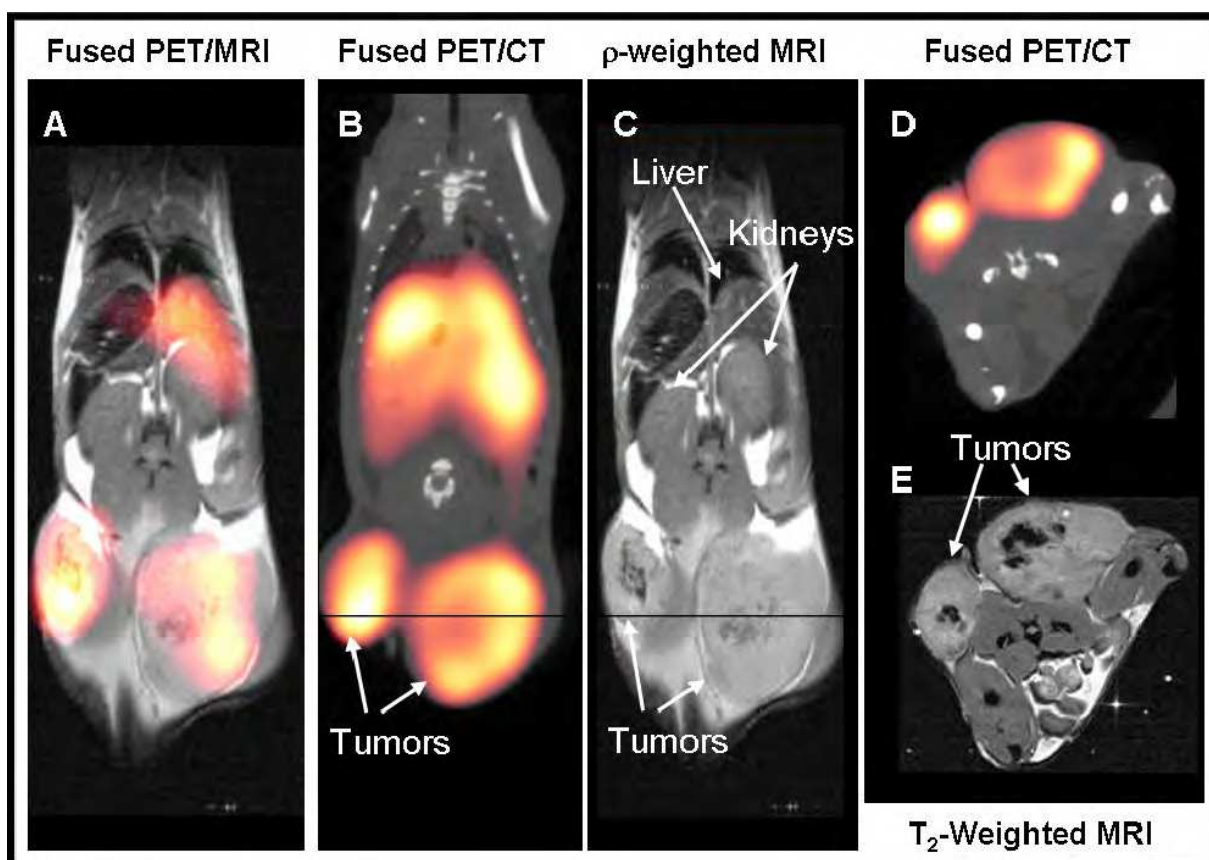 Fused PET/MRI
Fused PET/CT
ρ-weighted MRI
Fused PET/CT
A
B
C
D
Liver
Kidneys
Tumors
E
Tumors
Tumors
T₂-Weighted MRI